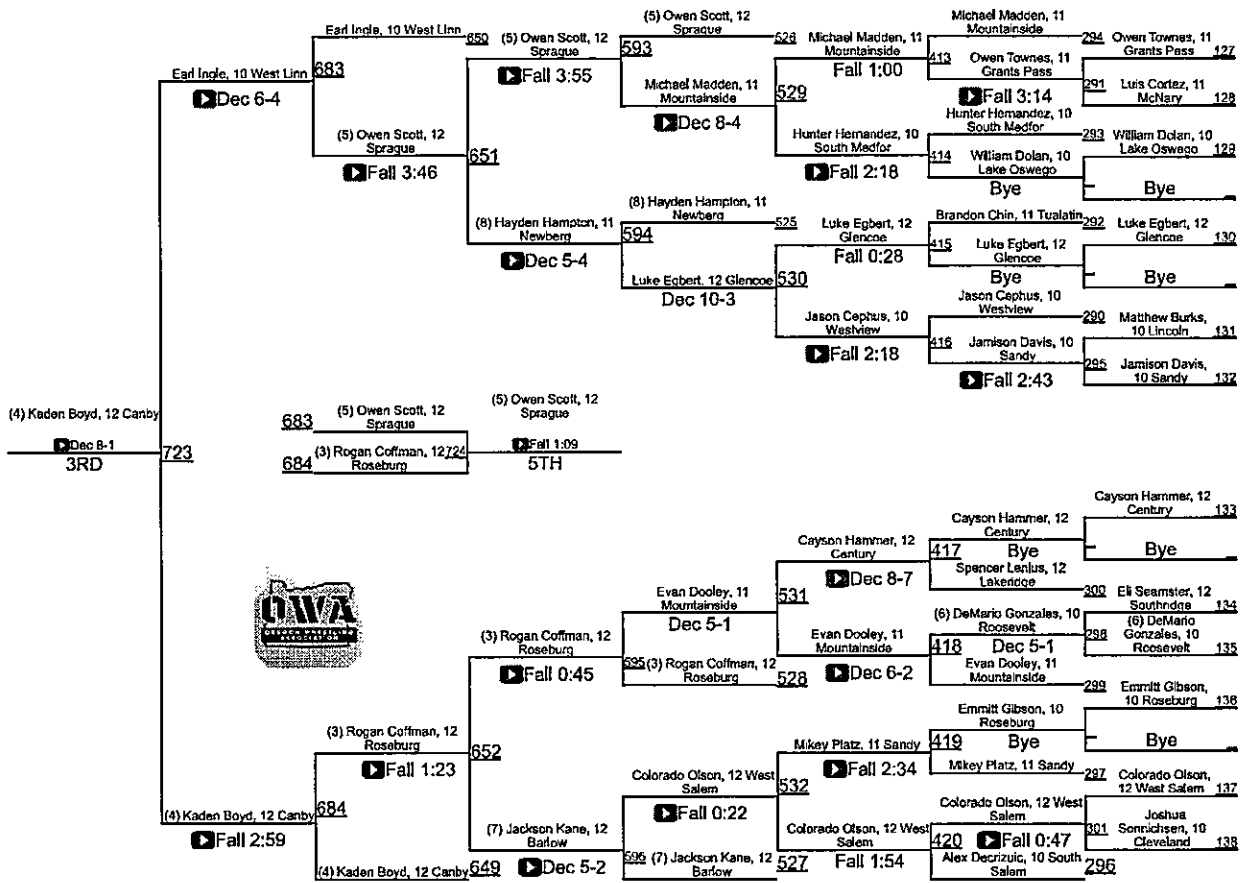 Michael Madden, 11
Mountainside
294
Owen Townes, 11
Grants Pass
127
413
Owen Townes, 11
Grants Pass
Fall 3:14
291
Luis Cortez, 11
McNary
128
Michael Madden, 11
Mountainside
Fall 1:00
526
(5) Owen Scott, 12
Sprague
593
Michael Madden, 11
Mountainside
Dec 8-4
529
Hunter Hernandez, 10
South Medfor
Fall 2:18
Hunter Hernandez, 10
South Medfor
293
William Dolan, 10
Lake Oswego
129
414
William Dolan, 10
Lake Oswego
Bye
Bye
Earl Ingle, 10 West Linn
650
(5) Owen Scott, 12
Sprague
Fall 3:55
Earl Ingle, 10 West Linn
683
Dec 6-4
(5) Owen Scott, 12
Sprague
Fall 3:46
651
(8) Hayden Hampton, 11
Newberg
Dec 5-4
(8) Hayden Hampton, 11
Newberg
525
594
Luke Egbert, 12 Glencoe
Dec 10-3
530
Luke Egbert, 12
Glencoe
Fall 0:28
Brandon Chin, 11 Tualatin
292
Luke Egbert, 12
Glencoe
130
415
Luke Egbert, 12
Glencoe
Bye
Bye
Jason Cephus, 10
Westview
Fall 2:18
Jason Cephus, 10
Westview
290
Matthew Burks,
10 Lincoln
131
416
Jamison Davis, 10
Sandy
Fall 2:43
295
Jamison Davis,
10 Sandy
132
(4) Kaden Boyd, 12 Canby
Dec 8-1
3RD
723
683
(5) Owen Scott, 12
Sprague
684
(3) Rogan Coffman, 12
Roseburg
724
(5) Owen Scott, 12
Sprague
Fall 1:09
5TH
OWA
OREGON WRESTLING
ASSOCIATION
Cayson Hammer, 12
Century
133
Bye
Cayson Hammer, 12
Century
Bye
417
Spencer Lenius, 12
Lakeridge
300
Cayson Hammer, 12
Century
Dec 8-7
531
Evan Dooley, 11
Mountainside
Dec 5-1
Eli Seamster, 12
Southridge
134
298
(6) DeMario
Gonzales, 10
Roosevelt
135
(6) DeMario Gonzales, 10
Roosevelt
Dec 5-1
418
Evan Dooley, 11
Mountainside
299
Evan Dooley, 11
Mountainside
Dec 6-2
595
(3) Rogan Coffman, 12
Roseburg
528
(3) Rogan Coffman, 12
Roseburg
Fall 0:45
Emmitt Gibson,
10 Roseburg
136
Bye
Emmitt Gibson, 10
Roseburg
Bye
419
Mikey Platz, 11 Sandy
297
Mikey Platz, 11 Sandy
Fall 2:34
532
Colorado Olson, 12 West
Salem
Fall 0:22
(3) Rogan Coffman, 12
Roseburg
Fall 1:23
652
(4) Kaden Boyd, 12 Canby
Fall 2:59
684
(4) Kaden Boyd, 12 Canby
649
(7) Jackson Kane, 12
Barlow
Dec 5-2
596
(7) Jackson Kane, 12
Barlow
527
Colorado Olson, 12 West
Salem
Fall 1:54
Colorado Olson, 12 West
Salem
Fall 0:47
420
Alex Decrizuic, 10 South
Salem
296
Colorado Olson,
12 West Salem
137
301
Joshua
Sonrichsen, 10
Cleveland
138